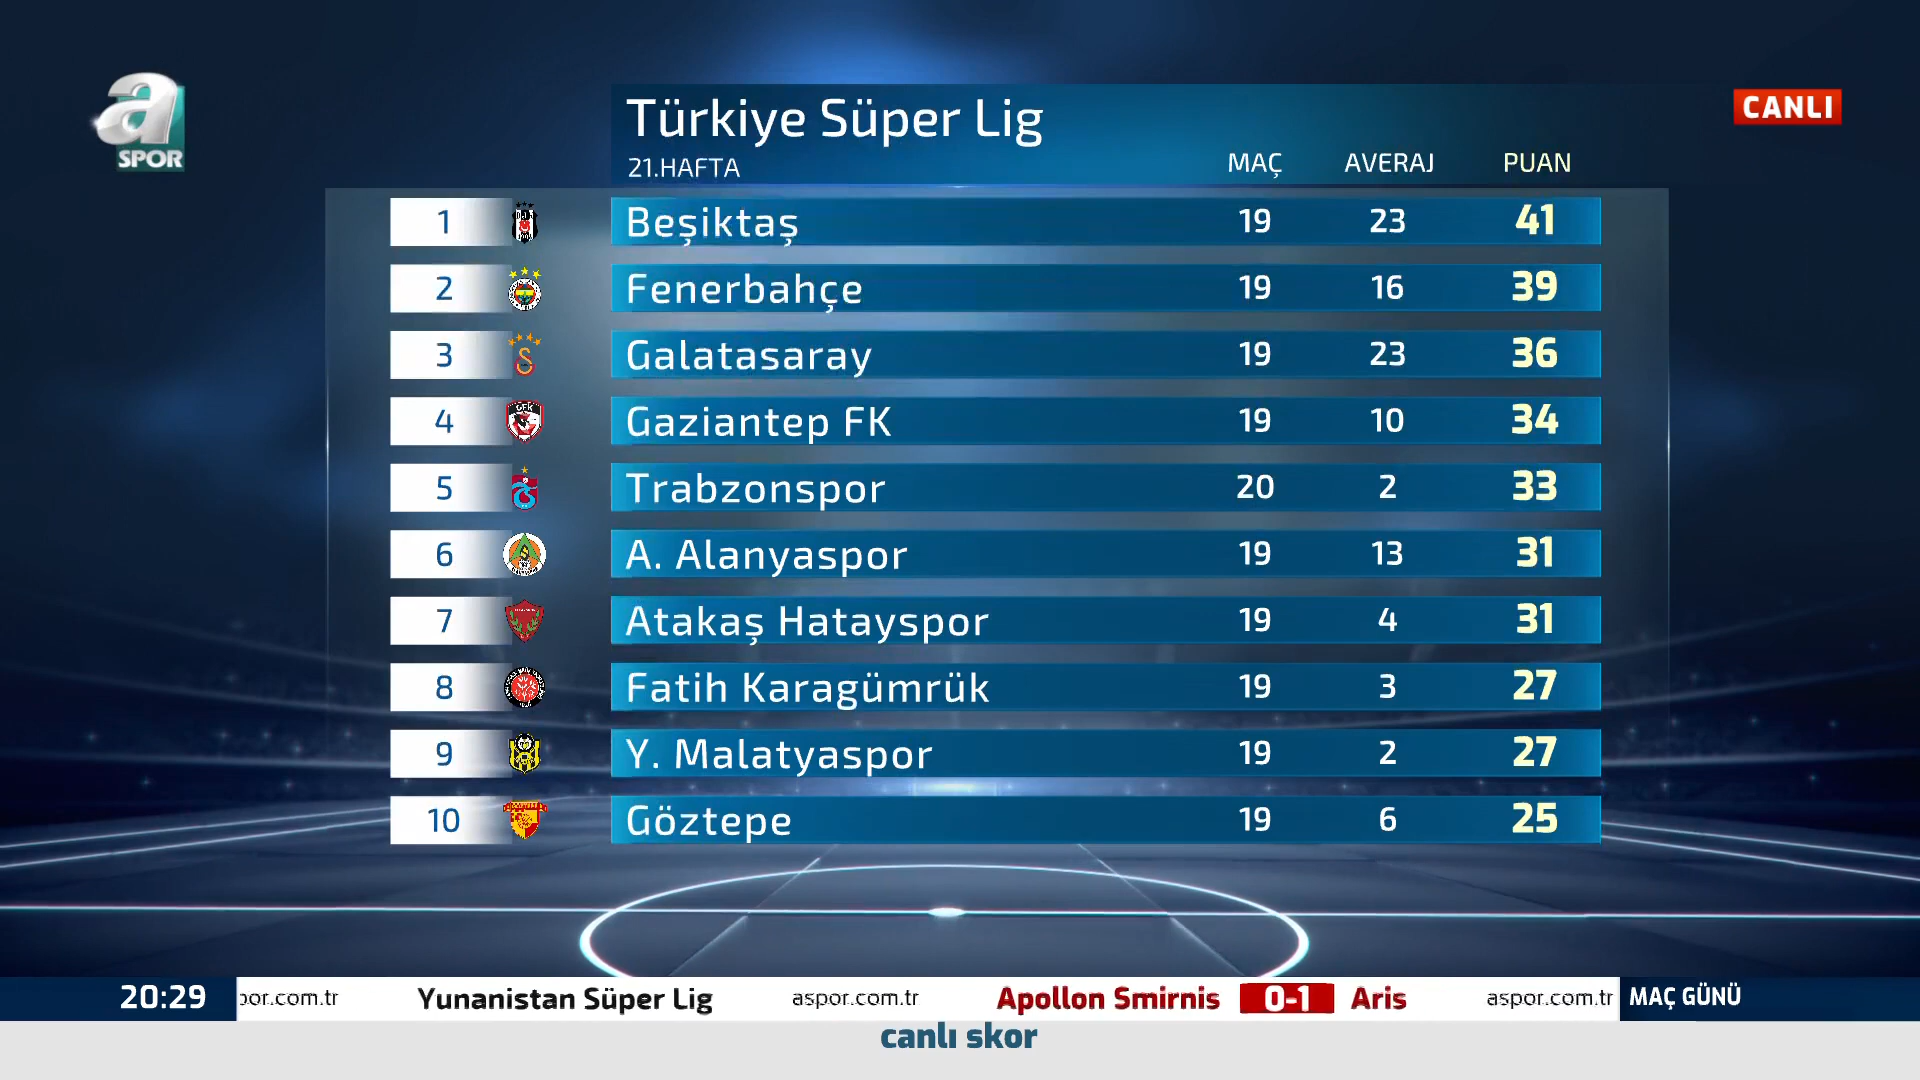 a
SPOR
CANLI
Türkiye Süper Lig
21.HAFTA MAÇ AVERAJ PUAN
1 Beşiktaş 19 23 41
2 Fenerbahçe 19 16 39
3 Galatasaray 19 23 36
4 Gaziantep FK 19 10 34
5 Trabzonspor 20 2 33
6 A. Alanyaspor 19 13 31
7 Atakaş Hatayspor 19 4 31
8 Fatih Karagümrük 19 3 27
9 Y. Malatyaspor 19 2 27
10 Göztepe 19 6 25
20:29 por.com.tr Yunanistan Süper Lig aspor.com.tr Apollon Smirnis 0-1 Aris aspor.com.tr MAÇ GÜNÜ
canlı skor